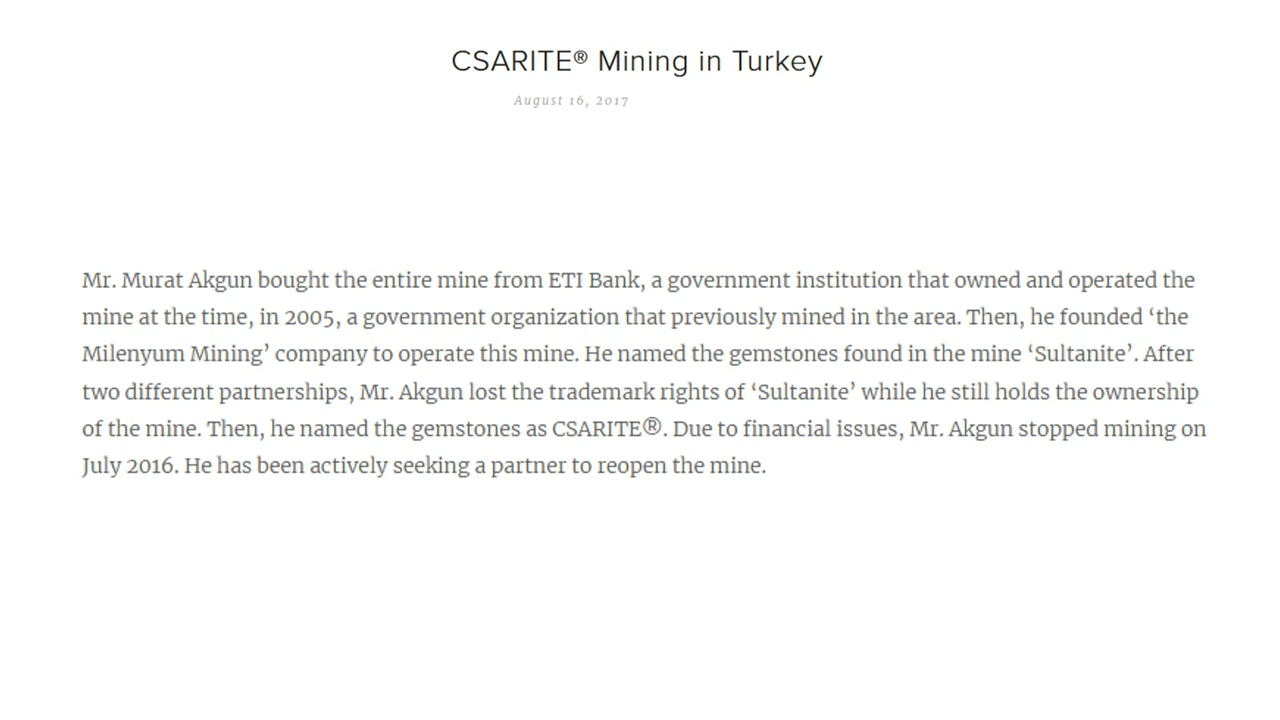 CSARITE® Mining in Turkey
August 16, 2017
Mr. Murat Akgun bought the entire mine from ETI Bank, a government institution that owned and operated the
mine at the time, in 2005, a government organization that previously mined in the area. Then, he founded ‘the
Milenyum Mining’ company to operate this mine. He named the gemstones found in the mine ‘Sultanite’. After
two different partnerships, Mr. Akgun lost the trademark rights of ‘Sultanite’ while he still holds the ownership
of the mine. Then, he named the gemstones as CSARITE®. Due to financial issues, Mr. Akgun stopped mining on
July 2016. He has been actively seeking a partner to reopen the mine.